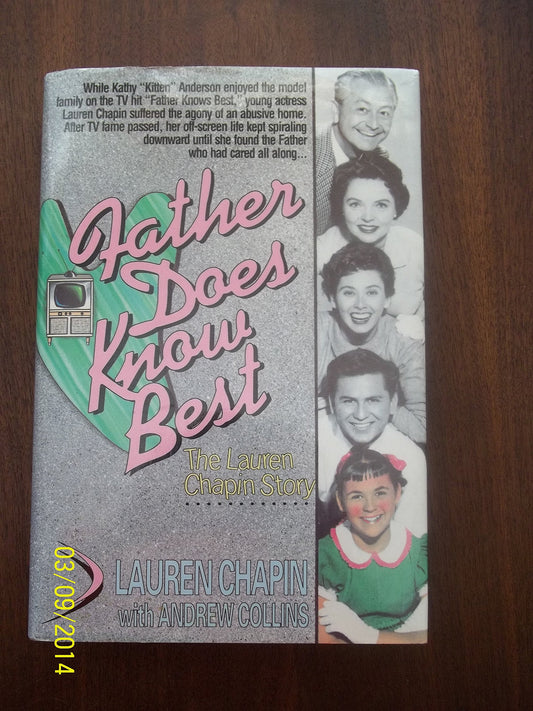 While Kathy "Kitten" Anderson enjoyed the model
family on the TV hit "Father Knows Best," young actress
Lauren Chapin suffered the agony of an abusive home.
After TV fame passed, her off-screen life kept spiraling
downward until she found the Father
who had cared all along...
Father
Does
Know
Best
The Lauren
Chapin Story
LAUREN CHAPIN
with ANDREW COLLINS
03/09/2014